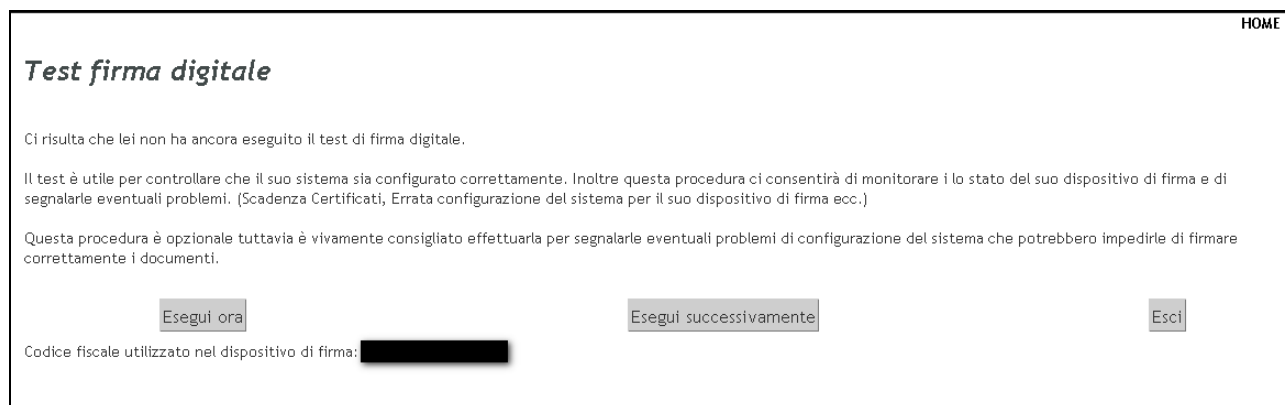 HOME
Test firma digitale
Ci risulta che lei non ha ancora eseguito il test di firma digitale.
Il test è utile per controllare che il suo sistema sia configurato correttamente. Inoltre questa procedura ci consentirà di monitorare i lo stato del suo dispositivo di firma e di
segnalarle eventuali problemi. (Scadenza Certificati, Errata configurazione del sistema per il suo dispositivo di firma ecc.)
Questa procedura è opzionale tuttavia è vivamente consigliato effettuarla per segnalarle eventuali problemi di configurazione del sistema che potrebbero impedirle di firmare
correttamente i documenti.
Esegui ora Esegui successivamente Esci
Codice fiscale utilizzato nel dispositivo di firma: